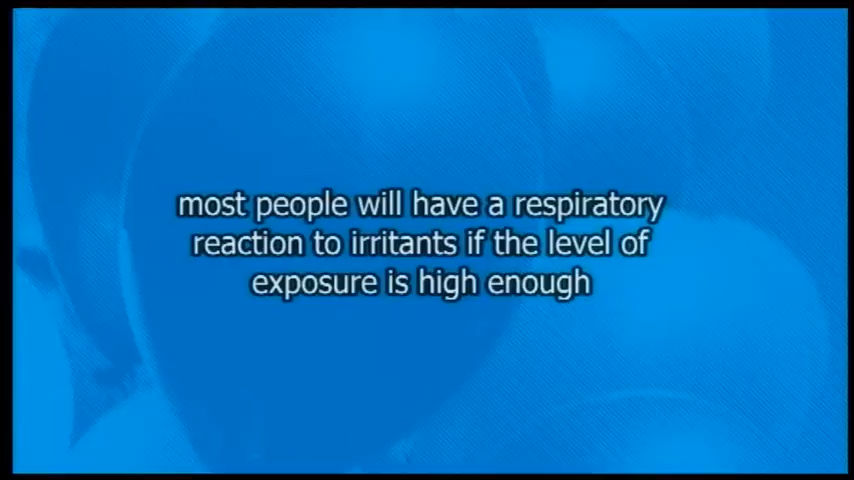 most people will have a respiratory
reaction to irritants if the level of
exposure is high enough